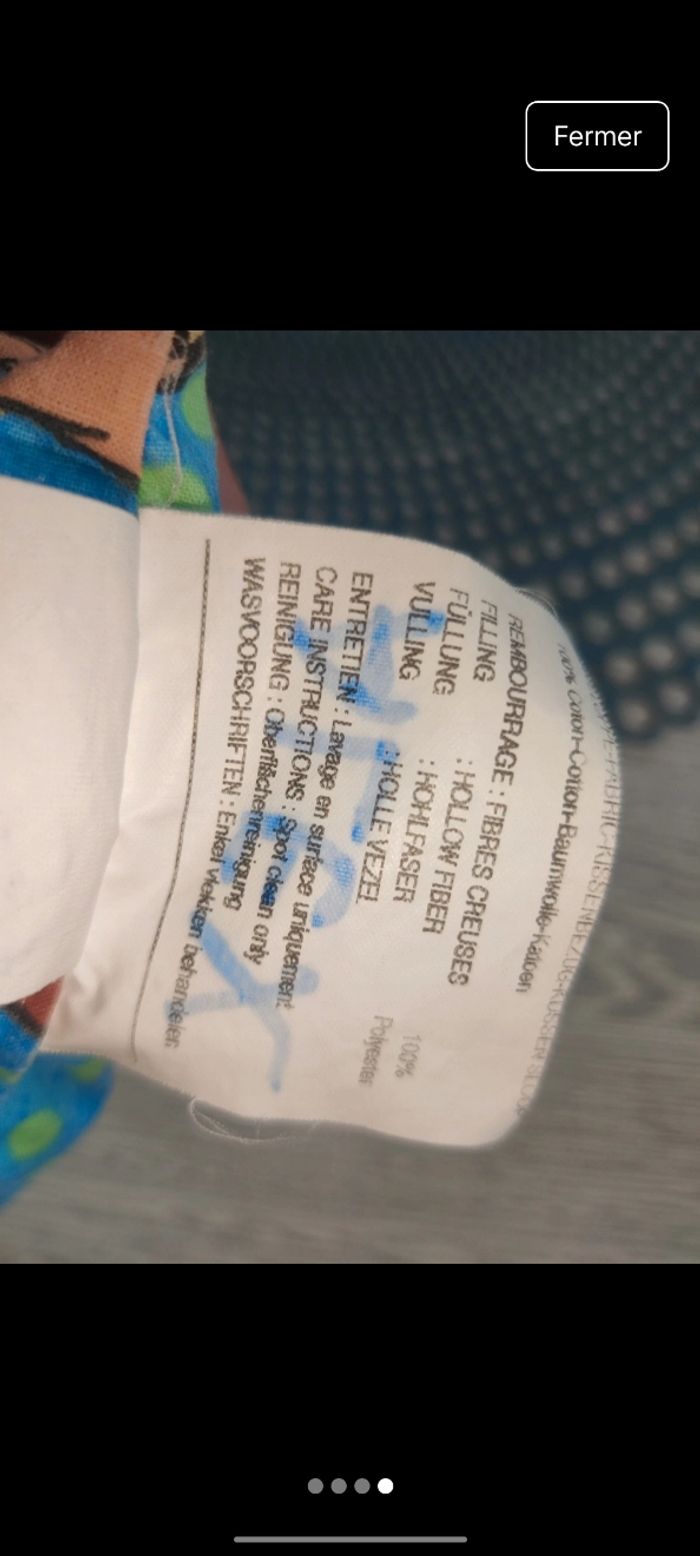 Fermer
100% Coton-Cotton-Baumwolle-Katoen
REMBOURRAGE : FIBRES CREUSES
FILLING : HOLLOW FIBER
FÜLLUNG : HOHLFASER
VULLING : HOLLE VEZEL
100%
Polyester
ENTRETIEN : Lavage en surface uniquement
CARE INSTRUCTIONS : Spot clean only
REINIGUNG : Oberflächenreinigung
WASVOORSCHRIFTEN : Enkel vlekken behandelen